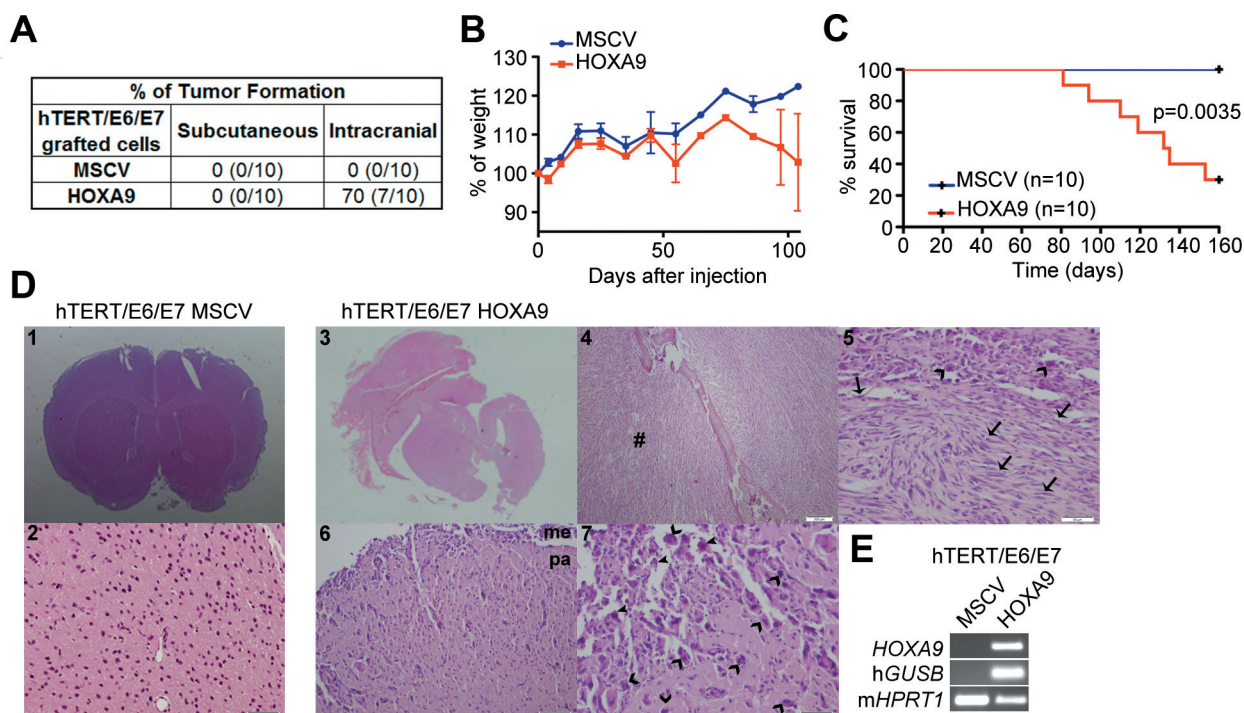 A
% of Tumor Formation
hTERT/E6/E7 grafted cells Subcutaneous Intracranial
MSCV 0 (0/10) 0 (0/10)
HOXA9 0 (0/10) 70 (7/10)
B
MSCV
HOXA9
130
120
110
100
90
% of weight
0 50 100
Days after injection
C
100
80
60
40
20
0
% survival
p=0.0035
MSCV (n=10)
HOXA9 (n=10)
0 20 40 60 80 100 120 140 160
Time (days)
D
hTERT/E6/E7 MSCV
hTERT/E6/E7 HOXA9
1
3
4
#
5
2
6
me
pa
7
E
hTERT/E6/E7
MSCV
HOXA9
HOXA9
hGUSB
mHPRT1